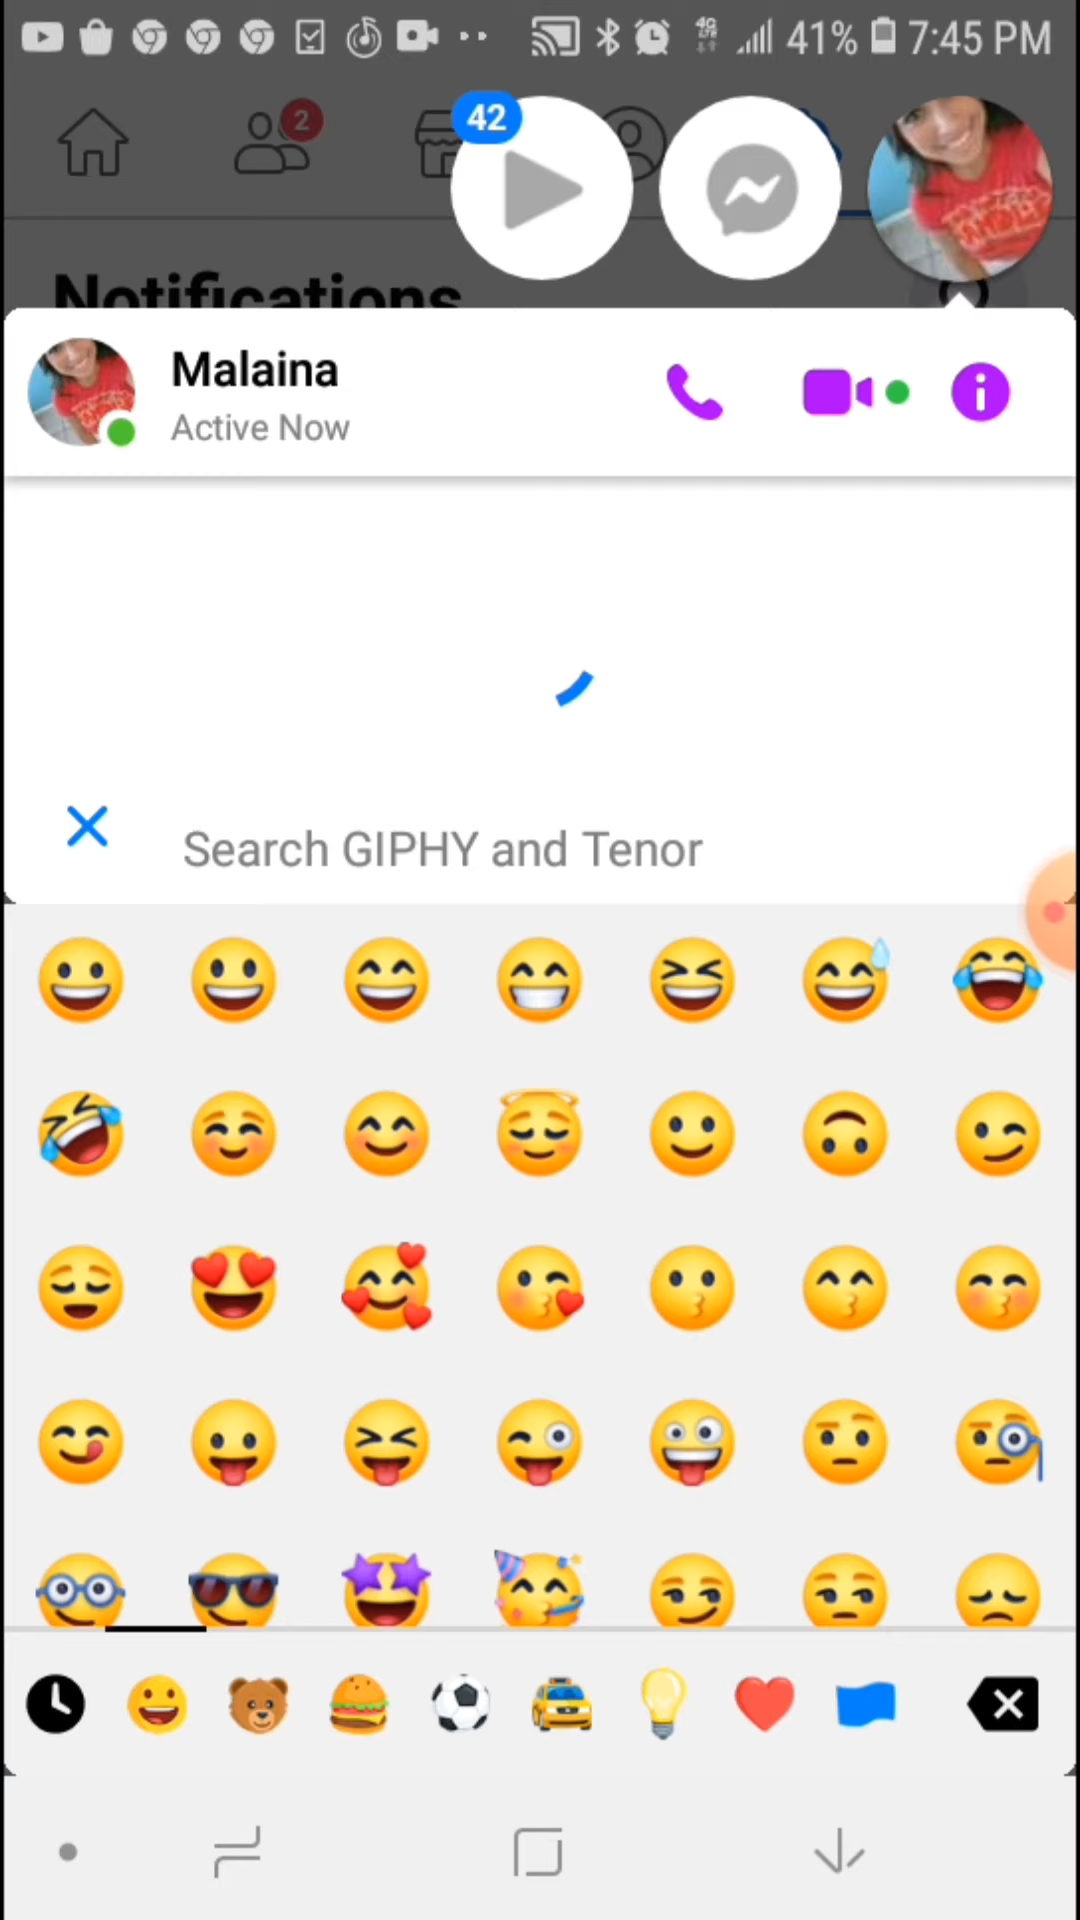 41% 7:45 PM
2
42
Notifications
Malaina
Active Now
Search GIPHY and Tenor